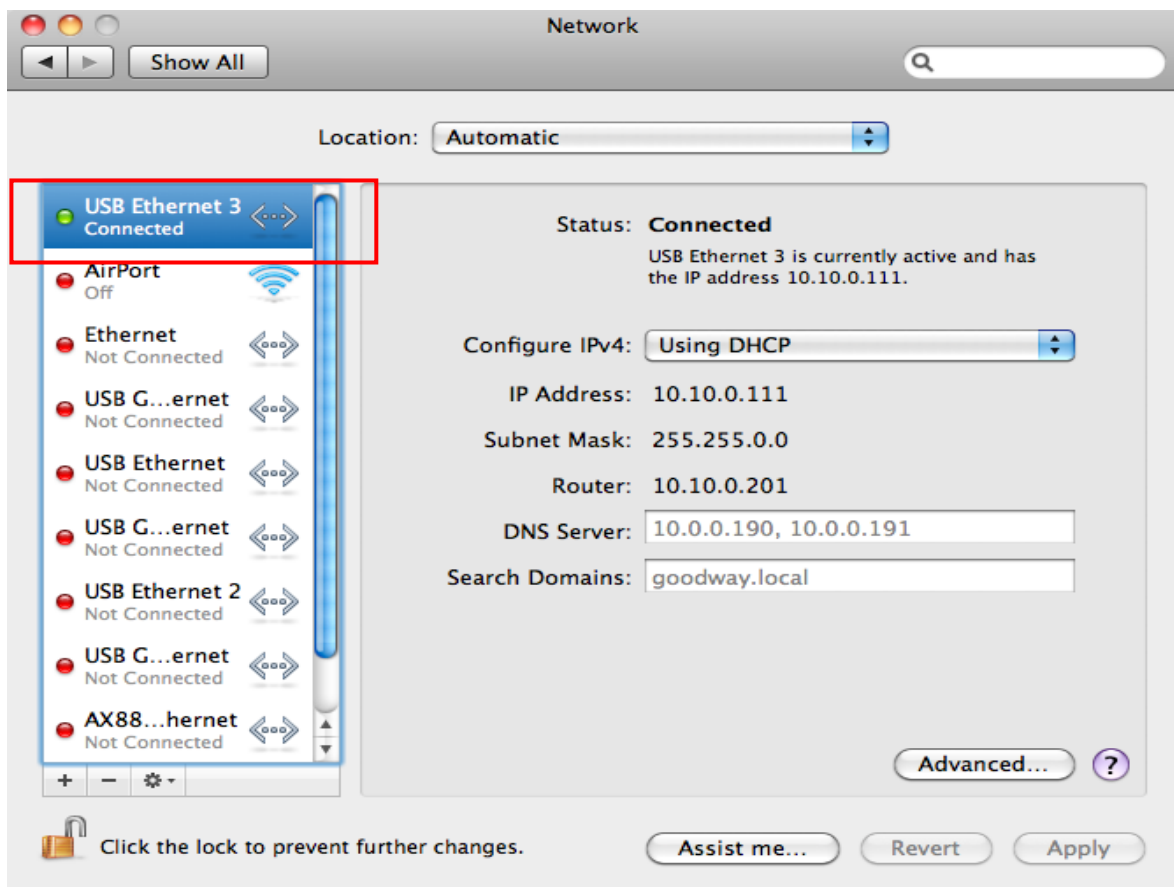 Network
Show All
Location: Automatic
USB Ethernet 3
Connected
AirPort
Off
Ethernet
Not Connected
USB G...ernet
Not Connected
USB Ethernet
Not Connected
USB G...ernet
Not Connected
USB Ethernet 2
Not Connected
USB G...ernet
Not Connected
AX88...hernet
Not Connected
Status: Connected
USB Ethernet 3 is currently active and has
the IP address 10.10.0.111.
Configure IPv4: Using DHCP
IP Address: 10.10.0.111
Subnet Mask: 255.255.0.0
Router: 10.10.0.201
DNS Server: 10.0.0.190, 10.0.0.191
Search Domains: goodway.local
Advanced... ?
Click the lock to prevent further changes.
Assist me... Revert Apply